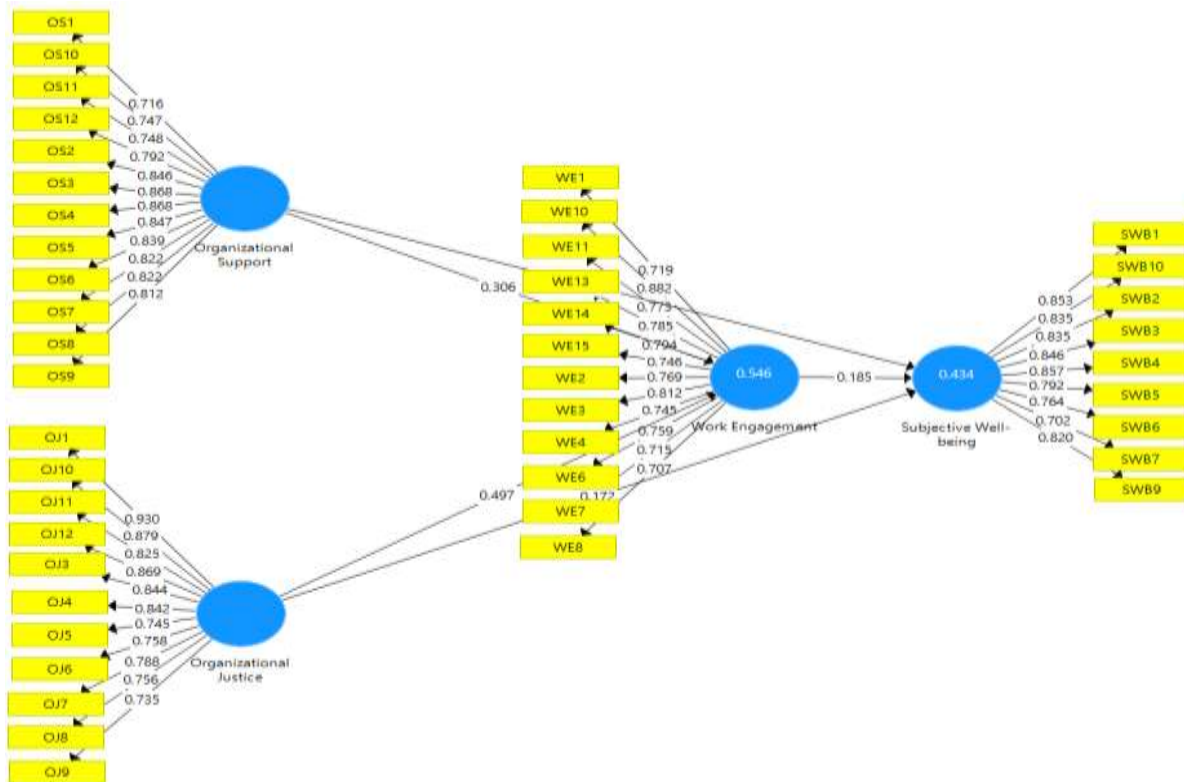 OS1
OS10
OS11
OS12
OS2
OS3
OS4
OS5
OS6
OS7
OS8
OS9
0.716
0.747
0.748
0.792
0.846
0.868
0.868
0.847
0.839
0.822
0.822
0.812
Organizational
Support
OJ1
OJ10
OJ11
OJ12
OJ3
OJ4
OJ5
OJ6
OJ7
OJ8
OJ9
0.930
0.879
0.825
0.869
0.844
0.842
0.745
0.758
0.788
0.756
0.735
Organizational
Justice
0.306
0.497
0.172
WE1
WE10
WE11
WE13
WE14
WE15
WE2
WE3
WE4
WE6
WE7
WE8
0.719
0.882
0.773
0.785
0.794
0.746
0.769
0.812
0.745
0.759
0.715
0.707
0.546
Work Engagement
0.185
0.434
Subjective Well-
being
0.853
0.835
0.835
0.846
0.857
0.792
0.764
0.702
0.820
SWB1
SWB10
SWB2
SWB3
SWB4
SWB5
SWB6
SWB7
SWB9